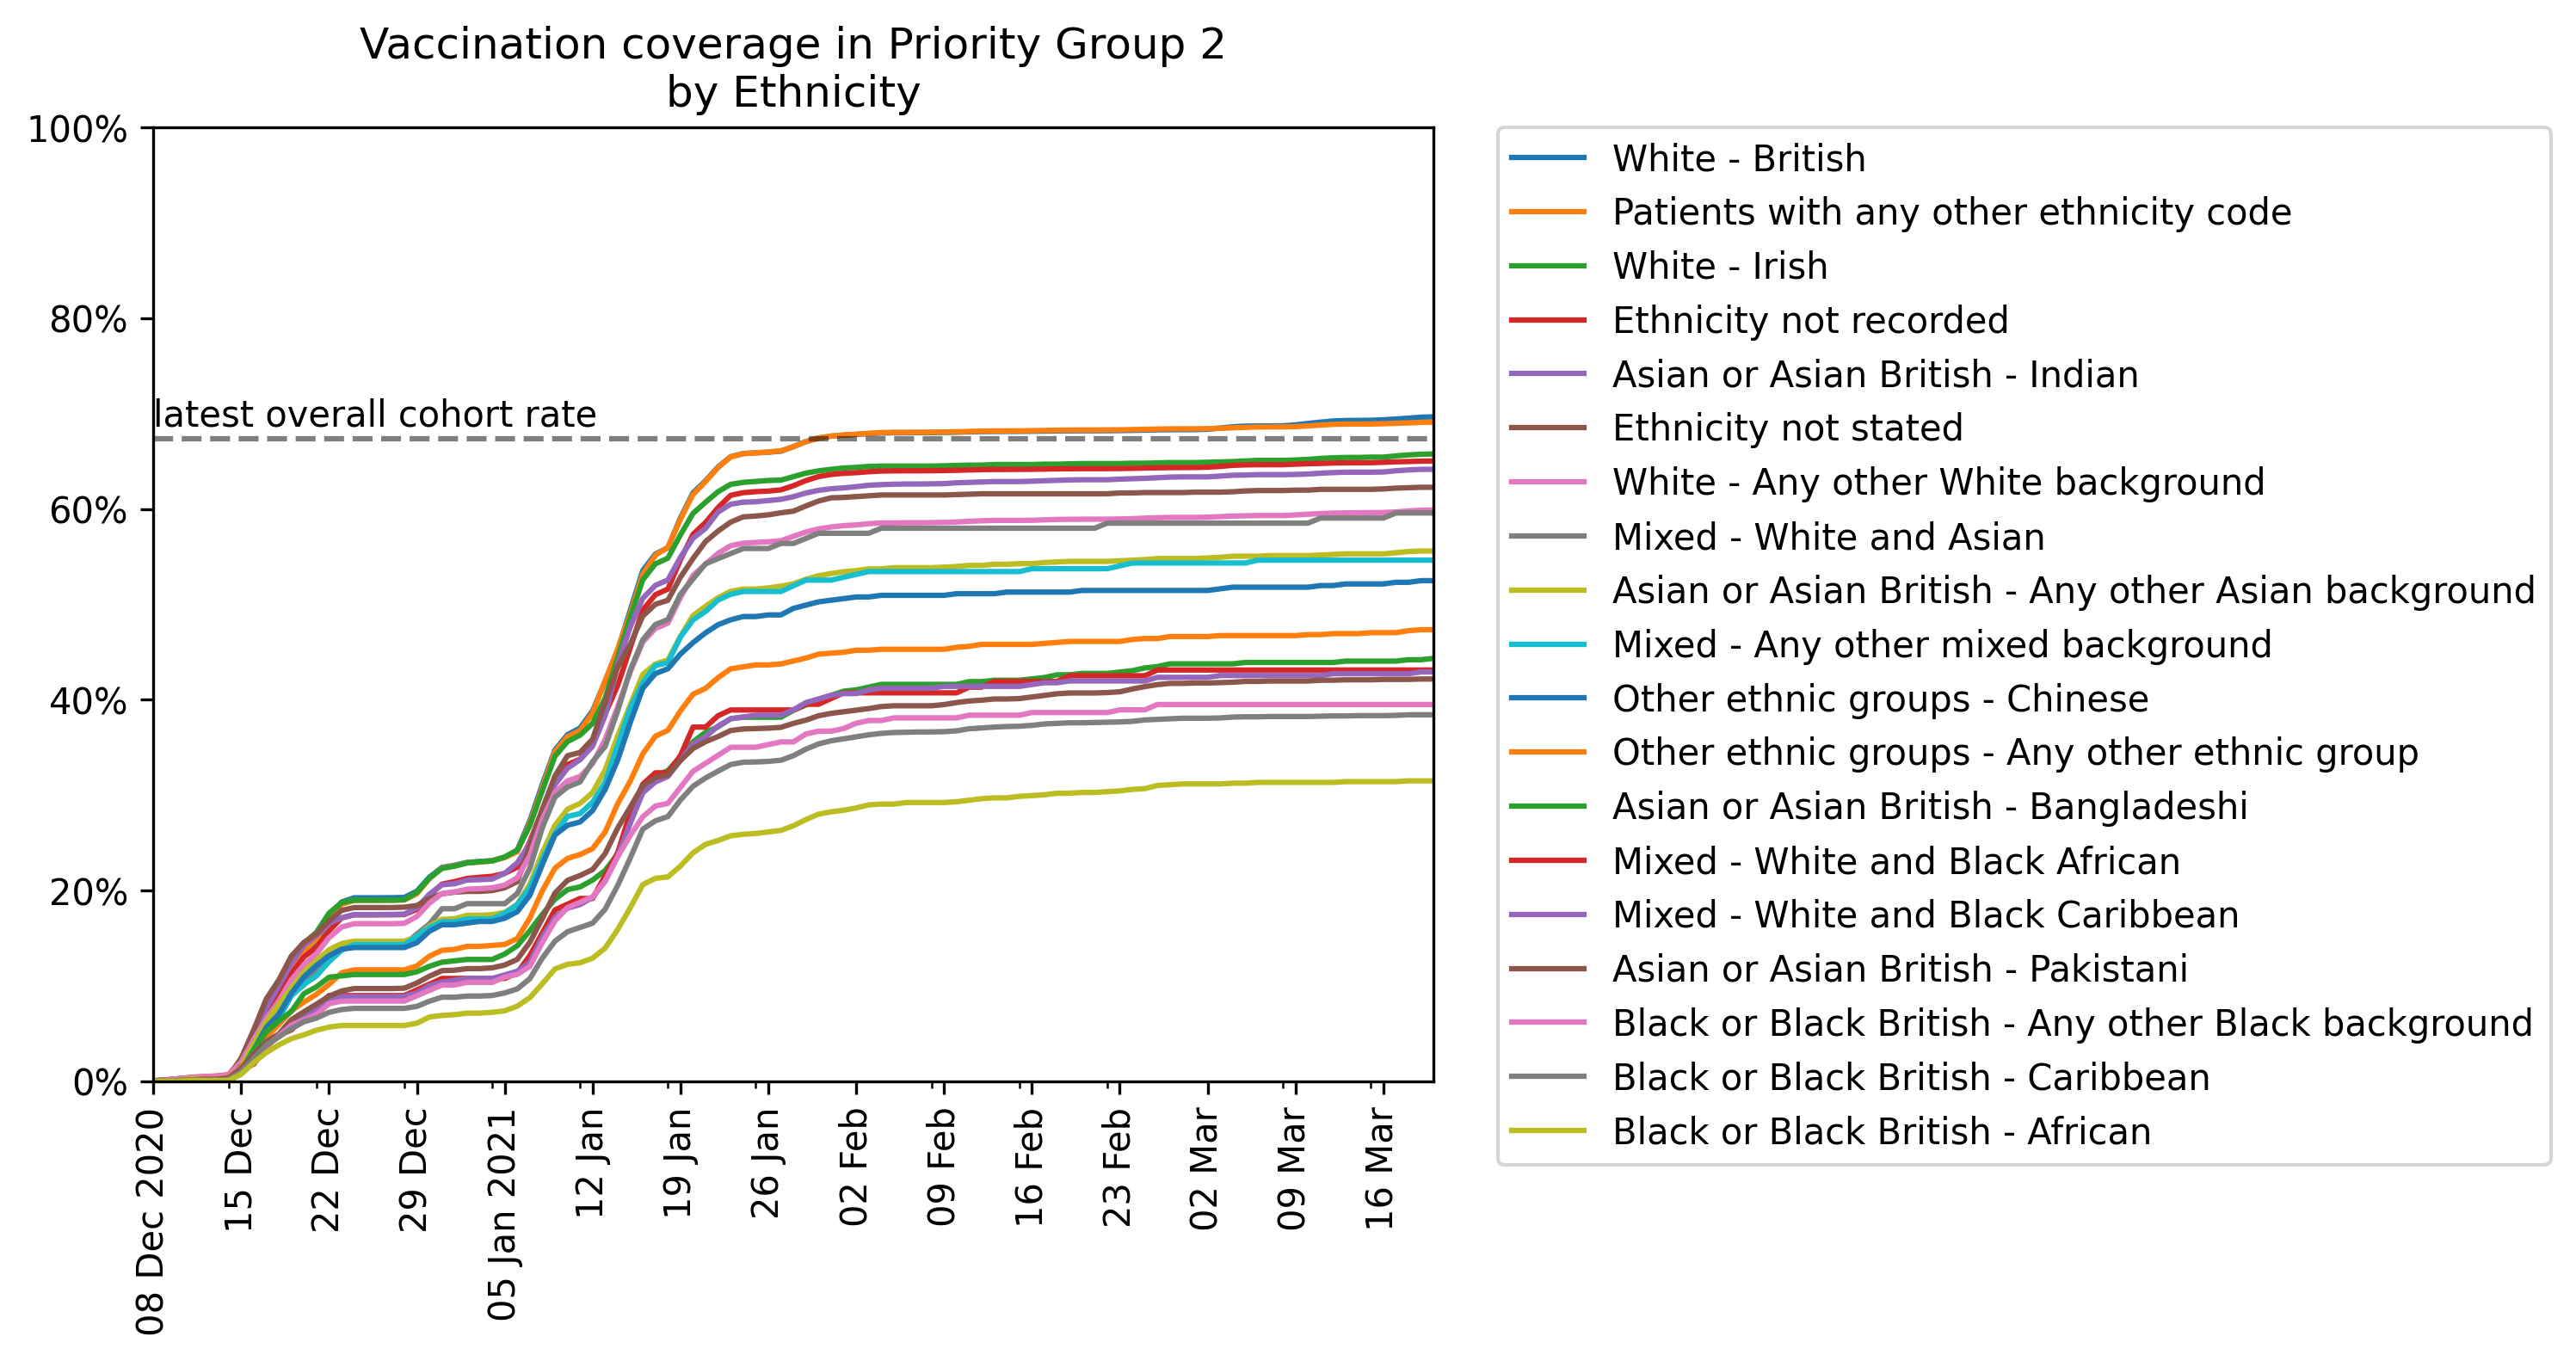 Vaccination coverage in Priority Group 2
by Ethnicity
100%
80%
60%
40%
20%
0%
latest overall cohort rate
08 Dec 2020
15 Dec
22 Dec
29 Dec
05 Jan 2021
12 Jan
19 Jan
26 Jan
02 Feb
09 Feb
16 Feb
23 Feb
02 Mar
09 Mar
16 Mar
White - British
Patients with any other ethnicity code
White - Irish
Ethnicity not recorded
Asian or Asian British - Indian
Ethnicity not stated
White - Any other White background
Mixed - White and Asian
Asian or Asian British - Any other Asian background
Mixed - Any other mixed background
Other ethnic groups - Chinese
Other ethnic groups - Any other ethnic group
Asian or Asian British - Bangladeshi
Mixed - White and Black African
Mixed - White and Black Caribbean
Asian or Asian British - Pakistani
Black or Black British - Any other Black background
Black or Black British - Caribbean
Black or Black British - African